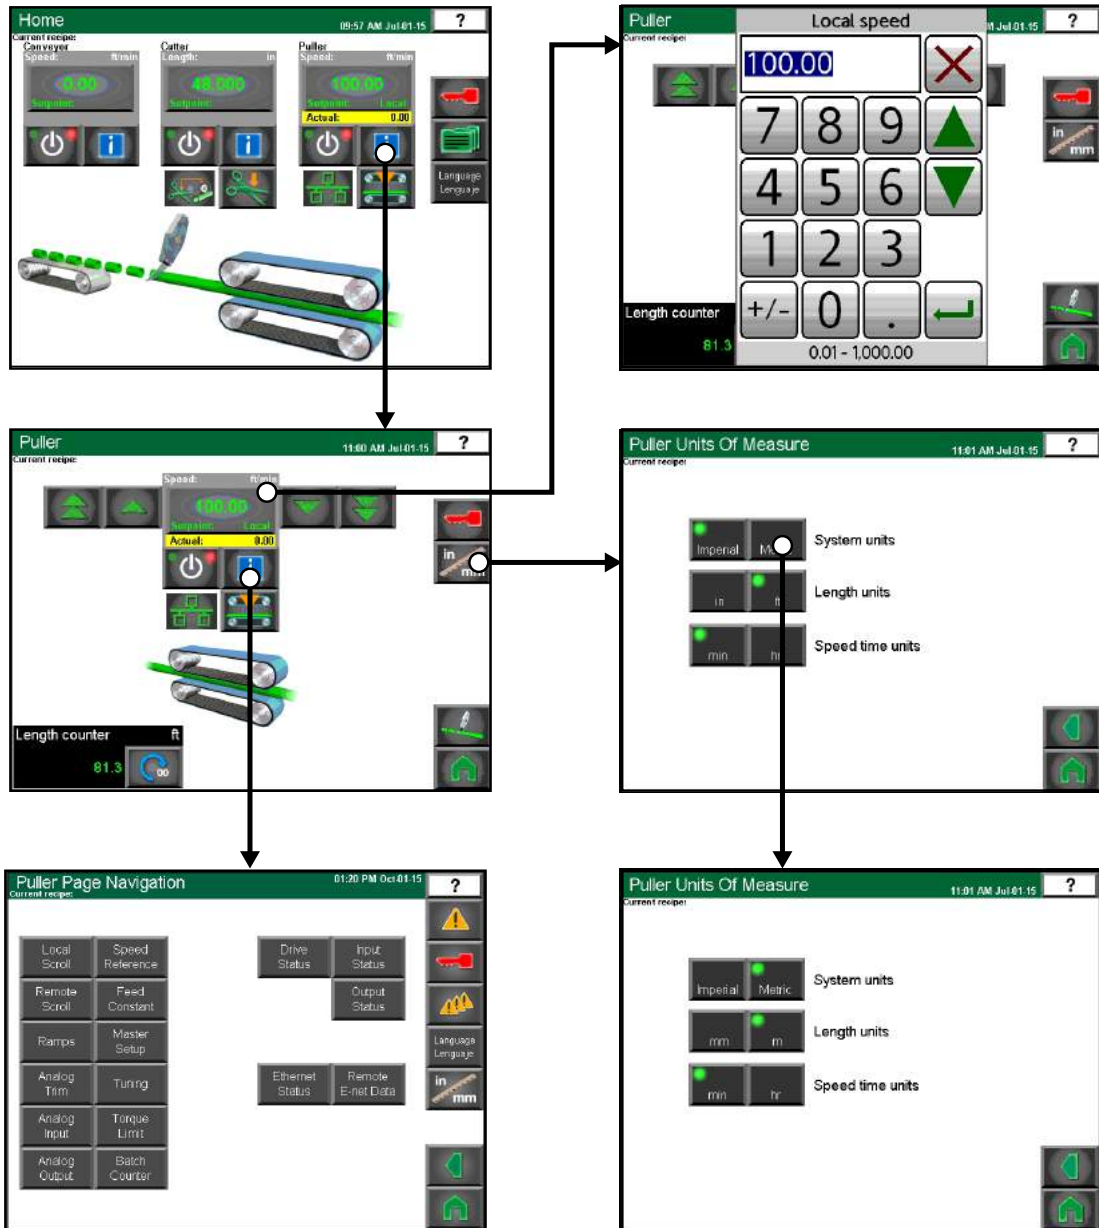 Home
09:57 AM Jul-01-15
?
Current recipe:
Conveyor
Cutter
Puller
Speed: ft/min
Length: in
Speed: ft/min
0.00
48.000
100.00
Setpoint:
Setpoint:
Setpoint: Local
Actual: 0.00
Language
Lenguaje
Puller
M Jul-01-15
?
Current recipe:
Local speed
100.00
7 8 9
4 5 6
1 2 3
+/- 0 .
0.01 - 1,000.00
in
mm
Length counter
81.3
Puller
11:00 AM Jul-01-15
?
Current recipe:
Speed: ft/min
100.00
Setpoint: Local
Actual: 0.00
in
mm
Length counter ft
81.3
00
Puller Units Of Measure
11:01 AM Jul-01-15
?
Current recipe:
Imperial
System units
in
Length units
min
Speed time units
Puller Page Navigation
01:20 PM Oct-01-15
?
Current recipe:
Local Scroll
Speed Reference
Drive Status
Input Status
Remote Scroll
Feed Constant
Output Status
Ramps
Master Setup
Language
Lenguaje
Analog Trim
Tuning
Ethernet Status
Remote E-net Data
in
mm
Analog Input
Torque Limit
Analog Output
Batch Counter
Puller Units Of Measure
11:01 AM Jul-01-15
?
Current recipe:
Imperial Metric System units
mm m Length units
min hr Speed time units